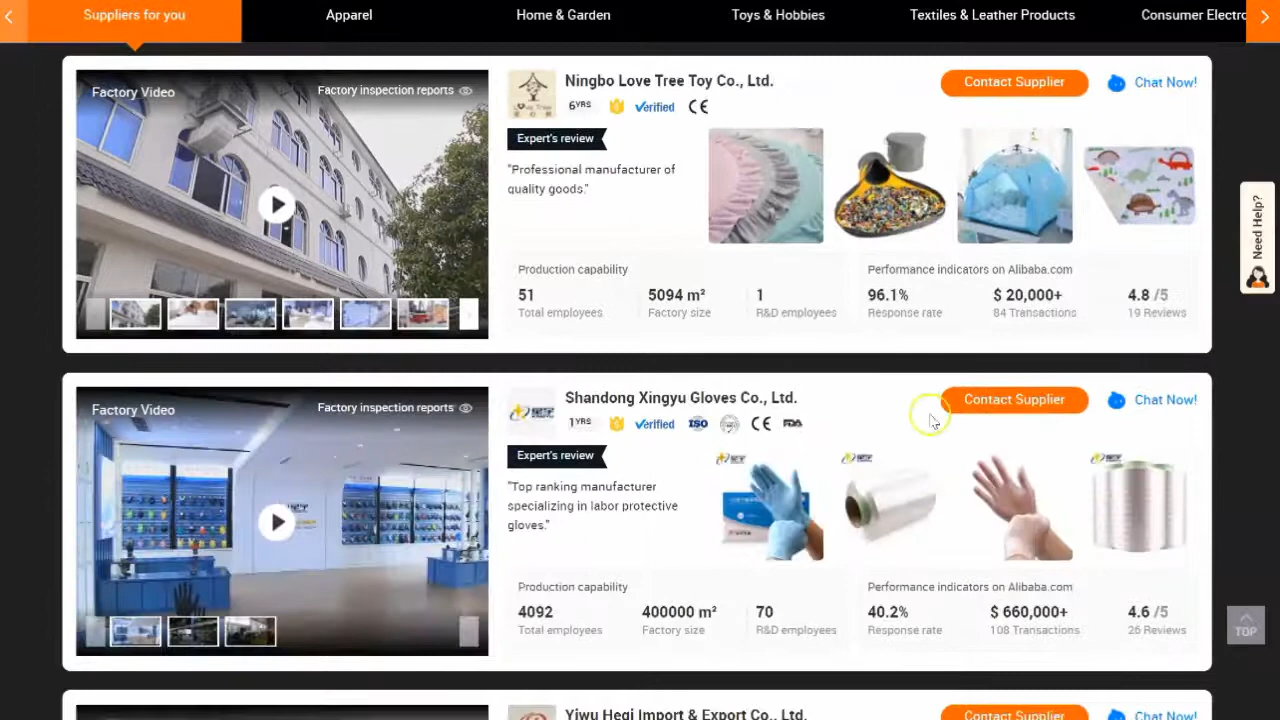 Suppliers for you
Apparel
Home & Garden
Toys & Hobbies
Textiles & Leather Products
Consumer Electro
Factory Video
Factory inspection reports
Ningbo Love Tree Toy Co., Ltd.
6YRS
Verified
CE
Contact Supplier
Chat Now!
Expert's review
"Professional manufacturer of
quality goods."
Production capability
51
Total employees
5094 m²
Factory size
1
R&D employees
Performance indicators on Alibaba.com
96.1%
Response rate
$ 20,000+
84 Transactions
4.8 /5
19 Reviews
Need Help?
Factory Video
Factory inspection reports
Shandong Xingyu Gloves Co., Ltd.
1YRS
Verified
ISO
CE
FDA
Contact Supplier
Chat Now!
Expert's review
"Top ranking manufacturer
specializing in labor protective
gloves."
Production capability
4092
Total employees
400000 m²
Factory size
70
R&D employees
Performance indicators on Alibaba.com
40.2%
Response rate
$ 660,000+
108 Transactions
4.6 /5
26 Reviews
TOP
Yiwu Heqi Import & Export Co., Ltd.
Contact Supplier
Chat Now!